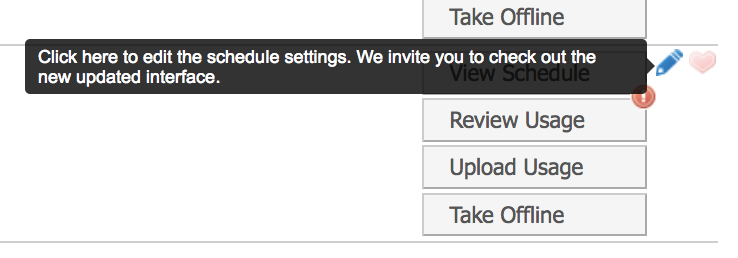 Take Offline
Click here to edit the schedule settings. We invite you to check out the
new updated interface.
View Schedule
Review Usage
Upload Usage
Take Offline